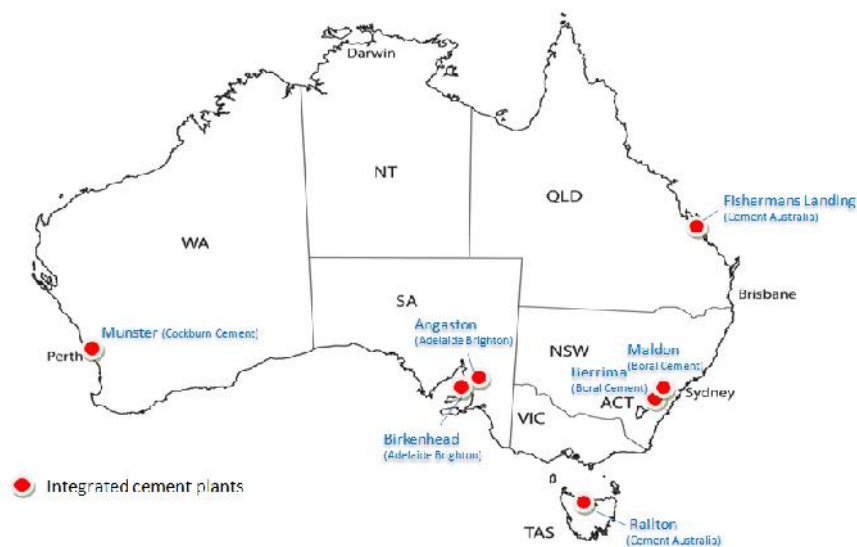 Darwin
NT
QLD
Fishermans Landing
(Cement Australia)
WA
Brisbane
SA
Angaston
(Adelaide Brighton)
Munster (Cockburn Cement)
Perth
NSW
Maldon
(Boral Cement)
Berrima
(Boral Cement)
Sydney
ACT
VIC
Birkenhead
(Adelaide Brighton)
Integrated cement plants
TAS
Railton
(Cement Australia)